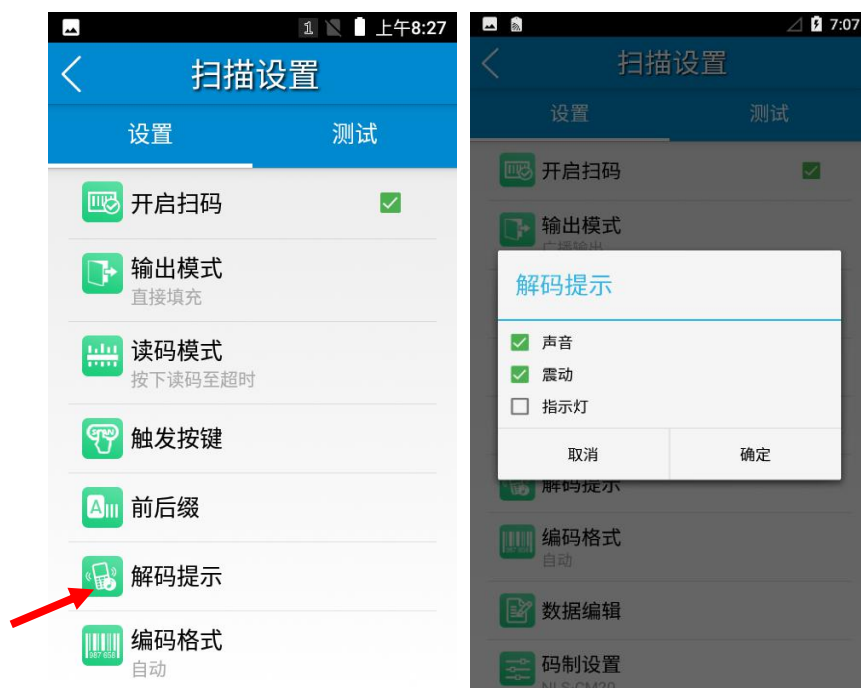 上午8:27
扫描设置
设置 测试
开启扫码
输出模式
直接填充
读码模式
按下读码至超时
触发按键
前后缀
解码提示
编码格式
自动
7:07
扫描设置
设置 测试
开启扫码
输出模式
广播输出
解码提示
声音
震动
指示灯
取消 确定
解码提示
编码格式
自动
数据编辑
码制设置
NLS-CM30